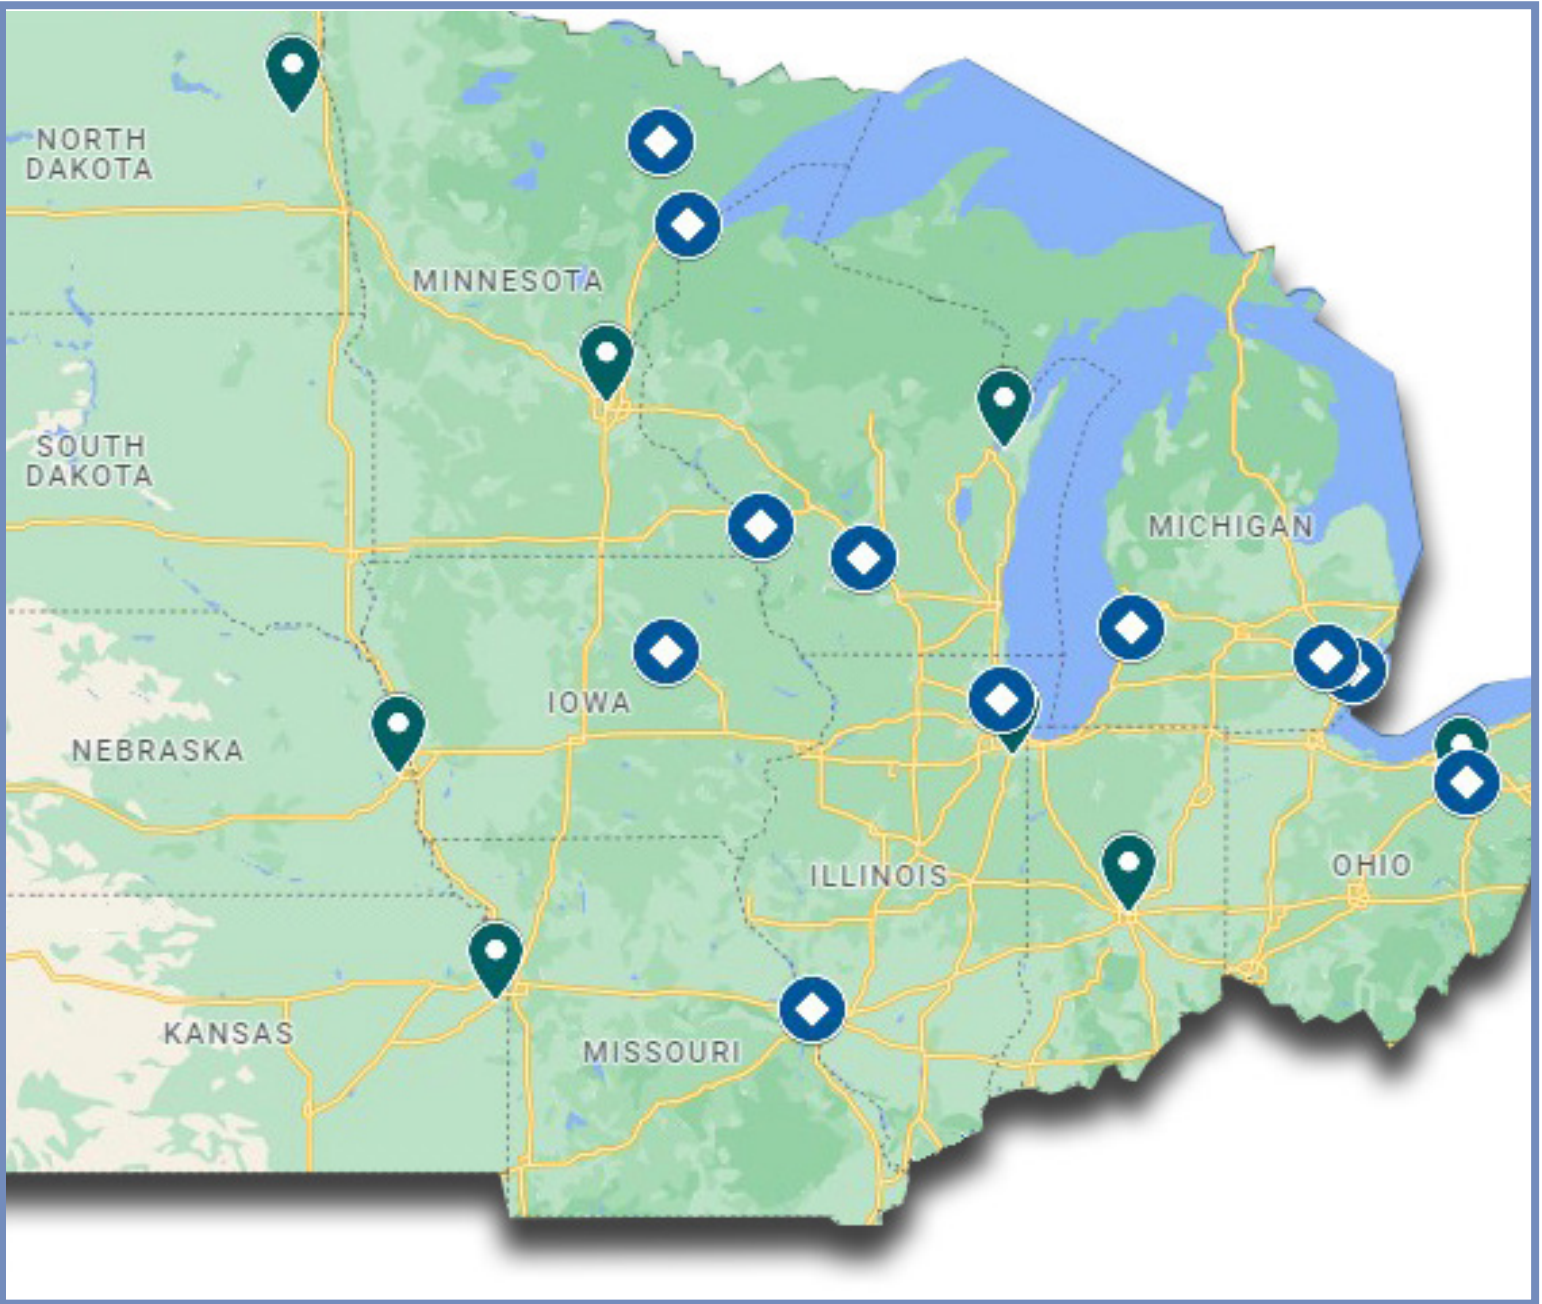 NORTH
DAKOTA
MINNESOTA
SOUTH
DAKOTA
MICHIGAN
IOWA
NEBRASKA
ILLINOIS
OHIO
KANSAS
MISSOURI